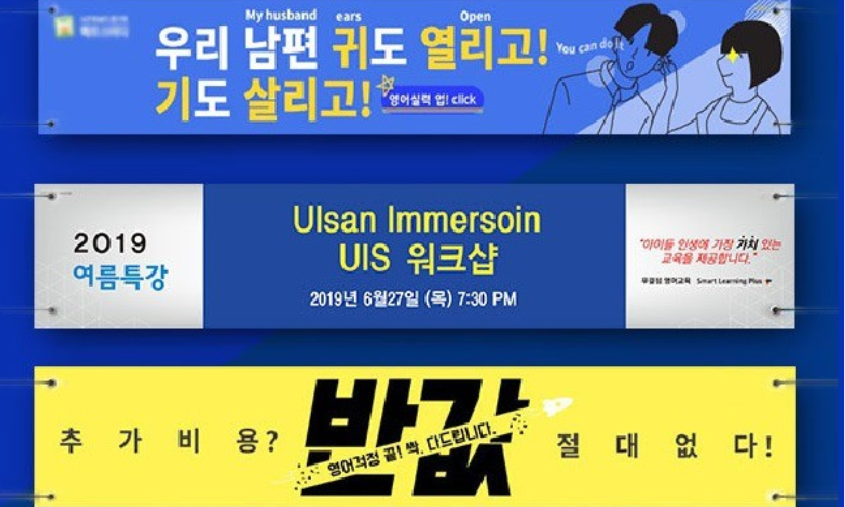 My husband ears Open
우리 남편 귀도 열리고!
You can do it
기도 살리고!
영어실력 업! click
2019
여름특강
Ulsan Immersoin
UIS 워크샵
2019년 6월27일 (목) 7:30 PM
"아이들 인생에 가장 가치 있는
교육을 제공합니다."
영어교육 Smart Learning Plus
추가비용?
반값
영어걱정 끝! 싹. 다드립니다.
절대없다!